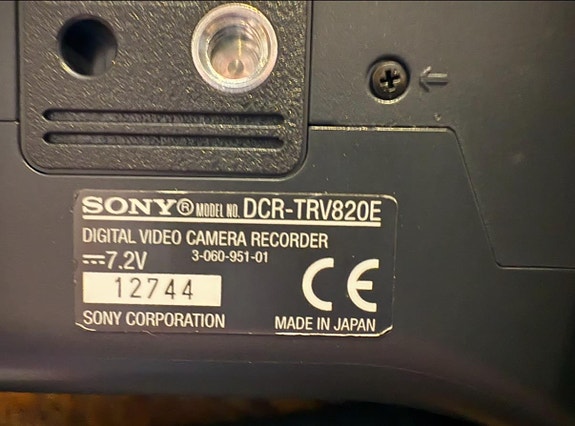 SONY® MODEL NO. DCR-TRV820E
DIGITAL VIDEO CAMERA RECORDER
⎓7.2V 3-060-951-01
12744
CE
SONY CORPORATION MADE IN JAPAN